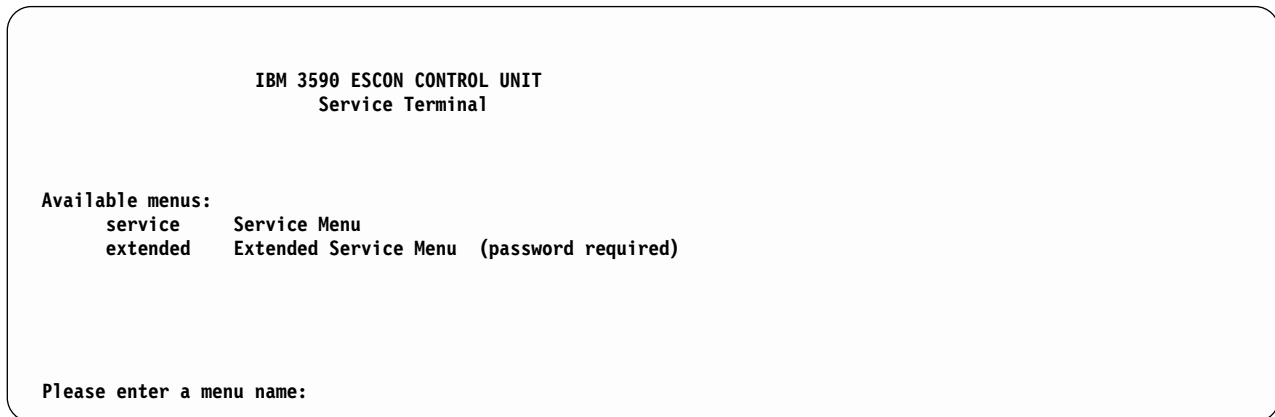 IBM 3590 ESCON CONTROL UNIT
Service Terminal
Available menus:
service Service Menu
extended Extended Service Menu (password required)
Please enter a menu name: